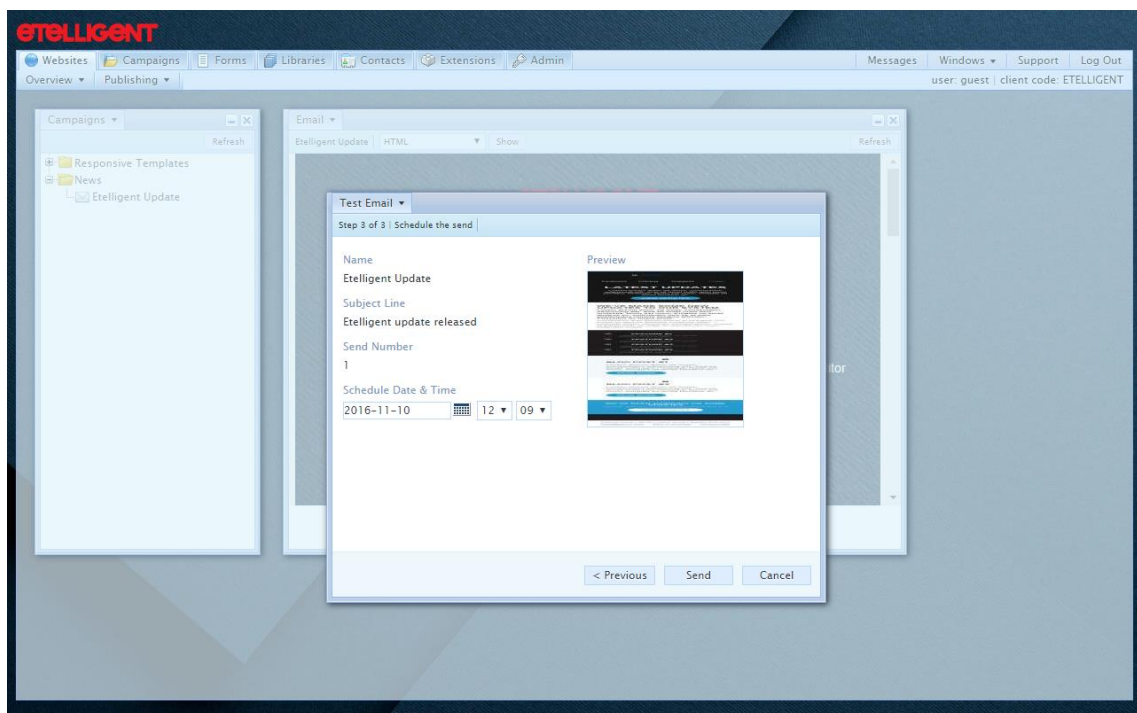 eTeLLIGeNT
Websites Campaigns Forms Libraries Contacts Extensions Admin Messages Windows Support Log Out
Overview Publishing user: guest | client code: ETELLIGENT
Campaigns
Refresh
Responsive Templates
News
Etelligent Update
Email
Etelligent Update HTML Show Refresh
Test Email
Step 3 of 3 | Schedule the send
Name
Etelligent Update
Subject Line
Etelligent update released
Send Number
1
Schedule Date & Time
2016-11-10 12 09
Preview
LATEST UPDATES
itor
< Previous Send Cancel